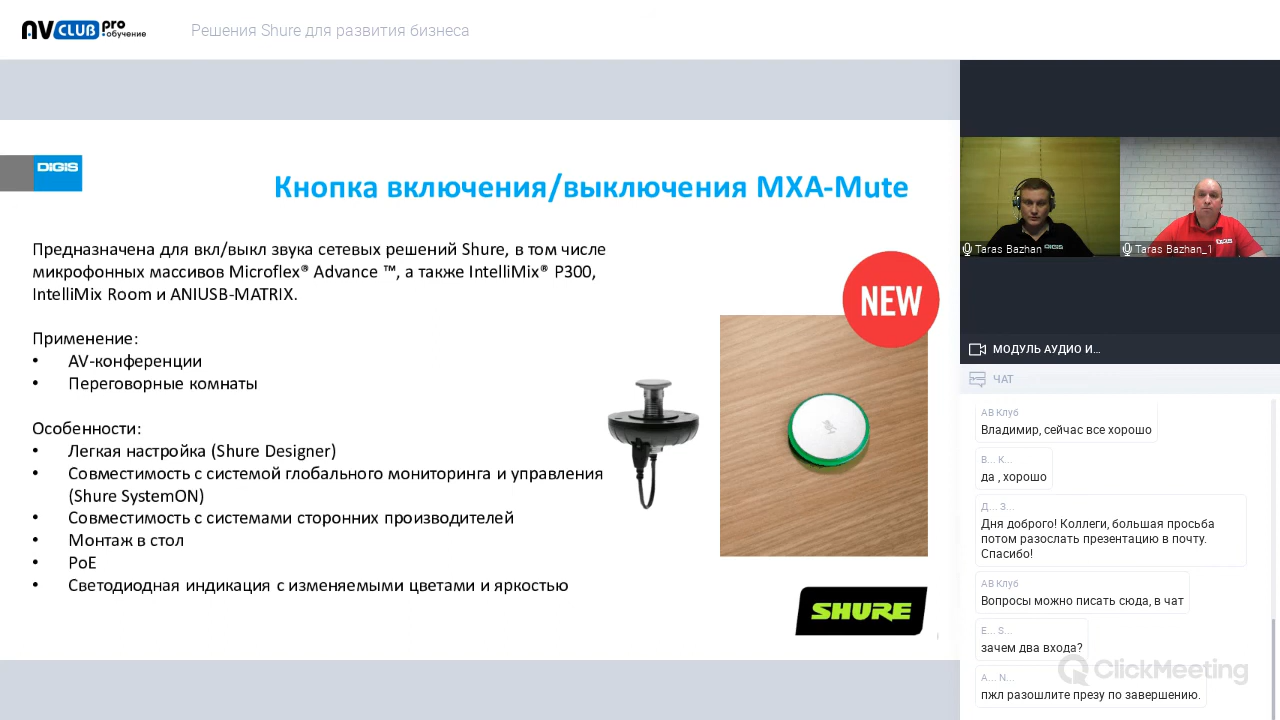 AVCLUB pro
•обучение
Решения Shure для развития бизнеса
DIGIS
Кнопка включения/выключения MXA-Mute
Предназначена для вкл/выкл звука сетевых решений Shure, в том числе
микрофонных массивов Microflex® Advance ™, а также IntelliMix® P300,
IntelliMix Room и ANIUSB-MATRIX.
Применение:
• AV-конференции
• Переговорные комнаты
Особенности:
• Легкая настройка (Shure Designer)
• Совместимость с системой глобального мониторинга и управления
(Shure SystemON)
• Совместимость с системами сторонних производителей
• Монтаж в стол
• PoE
• Светодиодная индикация с изменяемыми цветами и яркостью
NEW
SHURE
DIGIS
Taras Bazhan
Taras Bazhan_1
МОДУЛЬ АУДИО И...
ЧАТ
АВ Клуб
Владимир, сейчас все хорошо
В... К...
да , хорошо
Д... З...
Дня доброго! Коллеги, большая просьба
потом разослать презентацию в почту.
Спасибо!
АВ Клуб
Вопросы можно писать сюда, в чат
E... S...
зачем два входа?
ClickMeeting
A... N...
пжл разошлите презу по завершению.